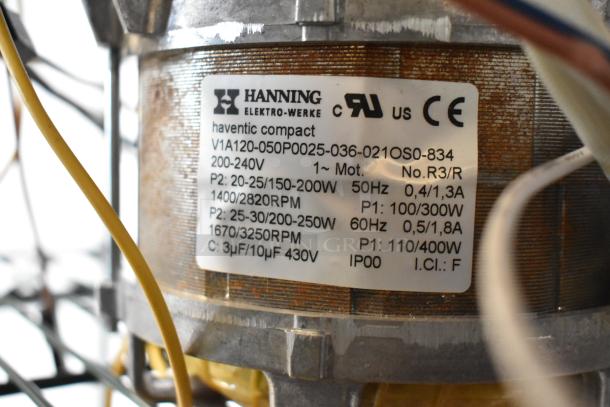 HANNING
ELEKTRO-WERKE
C RU US CE
haventic compact
V1A120-050P0025-036-021OS0-834
200-240V 1~ Mot. No.R3/R
P2: 20-25/150-200W 50Hz 0,4/1,3A
1400/2820RPM P1: 100/300W
P2: 25-30/200-250W 60Hz 0,5/1,8A
1670/3250RPM P1: 110/400W
C: 3µF/10µF 430V IP00 I.Cl.: F